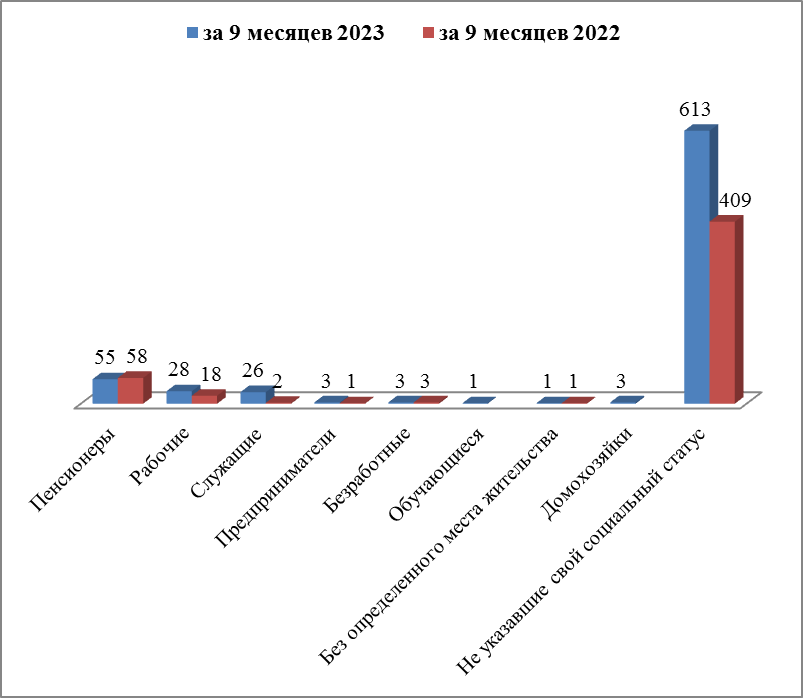 за 9 месяцев 2023 за 9 месяцев 2022
613
409
55 58 28 18 26 2 3 1 3 3 1 1 1 3
Пенсионеры
Рабочие
Служащие
Предприниматели
Безработные
Обучающиеся
Без определенного места жительства
Домохозяйки
Не указавшие свой социальный статус